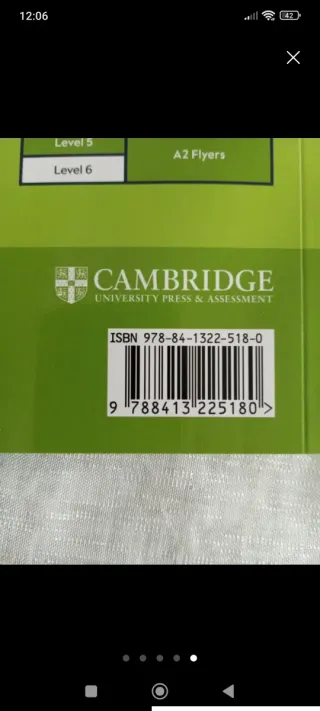 12:06
42
Level 5
A2 Flyers
Level 6
CAMBRIDGE
UNIVERSITY PRESS & ASSESSMENT
ISBN 978-84-1322-518-0
9 788413 225180 >